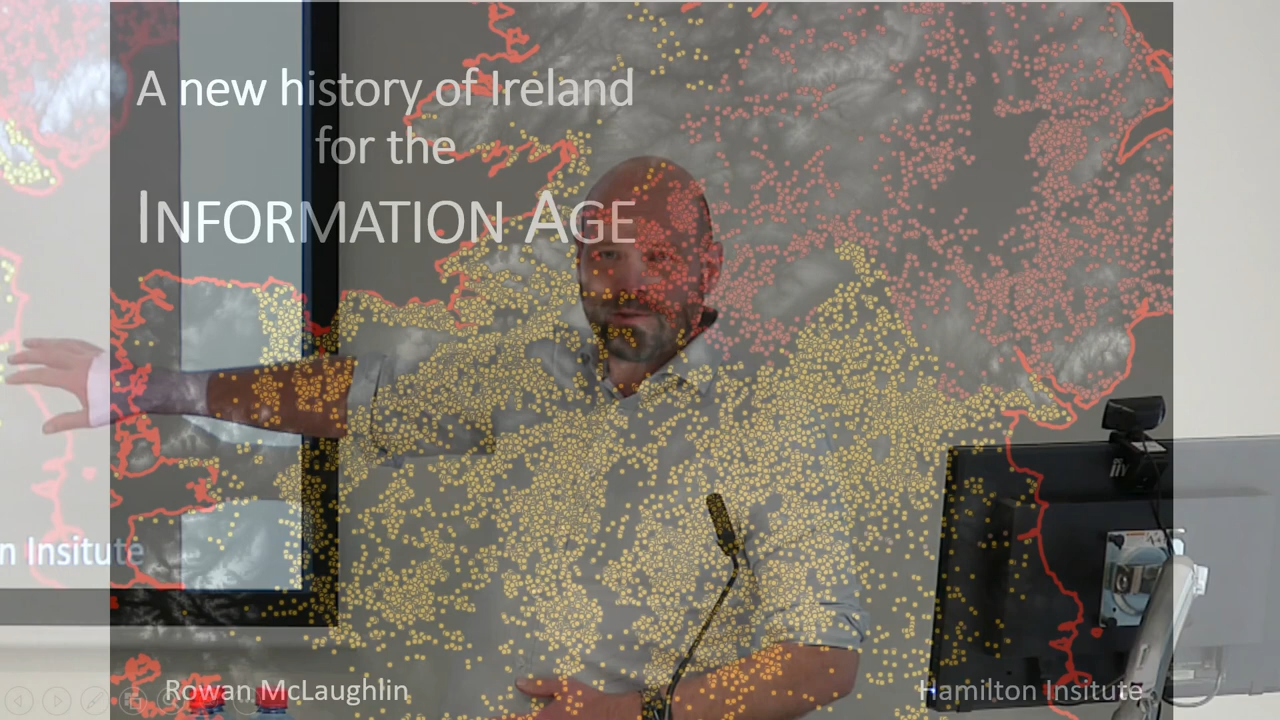 A new history of Ireland
for the
INFORMATION AGE
n Insitute
Rowan McLaughlin
Hamilton Insitute